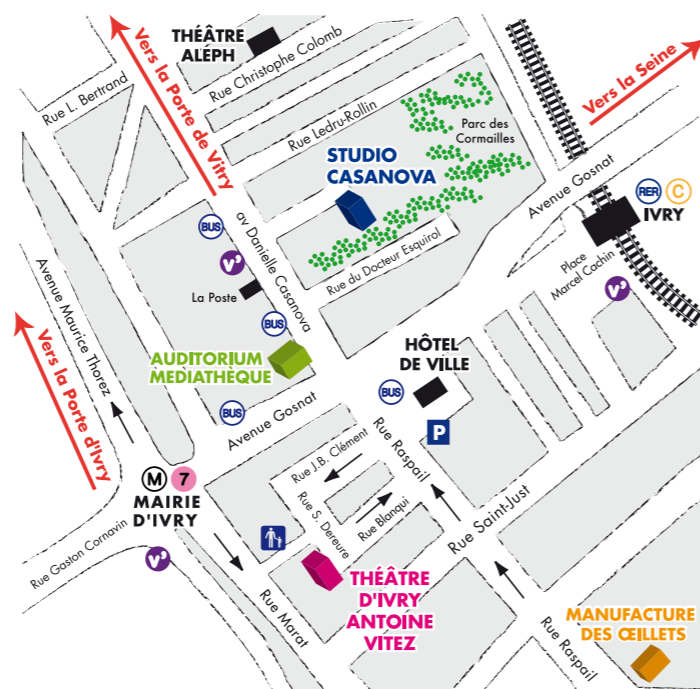 THÉÂTRE
ALEPH
Rue Christophe Colomb
Vers la Porte de Vitry
Rue L. Bertrand
Rue Ledru-Rollin
Parc des
Cormailles
Vers la Seine
STUDIO
CASANOVA
Avenue Gosnat
RER C
IVRY
BUS
av Danielle Casanova
Rue du Docteur Esquirol
Place
Marcel Cachin
v'
v'
La Poste
Avenue Maurice Thorez
BUS
AUDITORIUM
MEDIATHÈQUE
HÔTEL
DE VILLE
Vers la Porte d'Ivry
BUS
BUS
Avenue Gosnat
P
Rue Raspail
Rue J.B. Clément
M 7
MAIRIE
D'IVRY
Rue S. Dereure
Rue Blanqui
Rue Saint-Just
Rue Gaston Cornavin
v'
Rue Marat
THÉÂTRE
D'IVRY
ANTOINE
VITEZ
MANUFACTURE
DES ŒILLETS
Rue Raspail